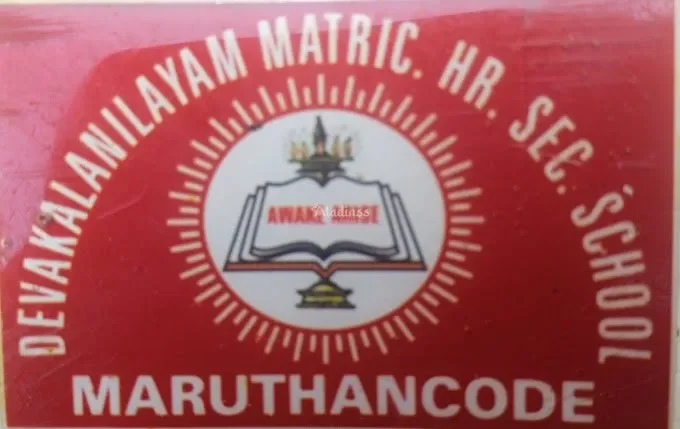 DEVAKALANILAYAM MATRIC. HR. SEC. SCHOOL
AWAKE ARISE
MARUTHANCODE